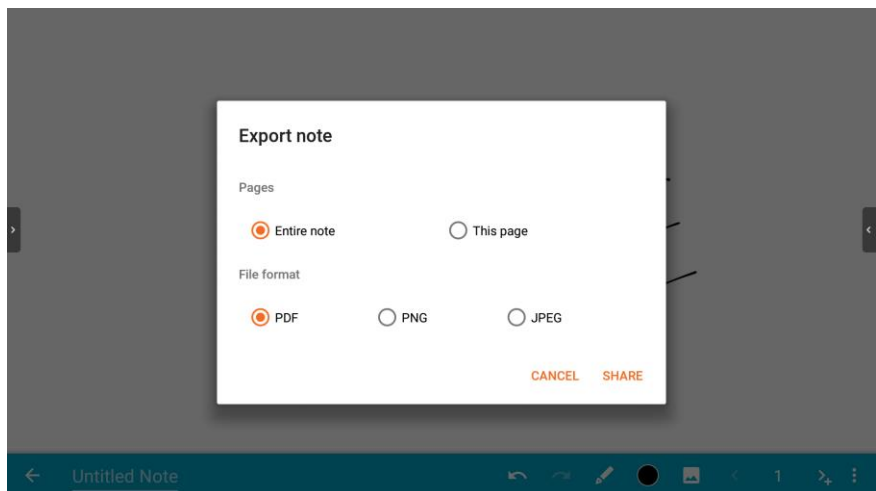 Export note
Pages
Entire note This page
File format
PDF PNG JPEG
CANCEL SHARE
Untitled Note 1